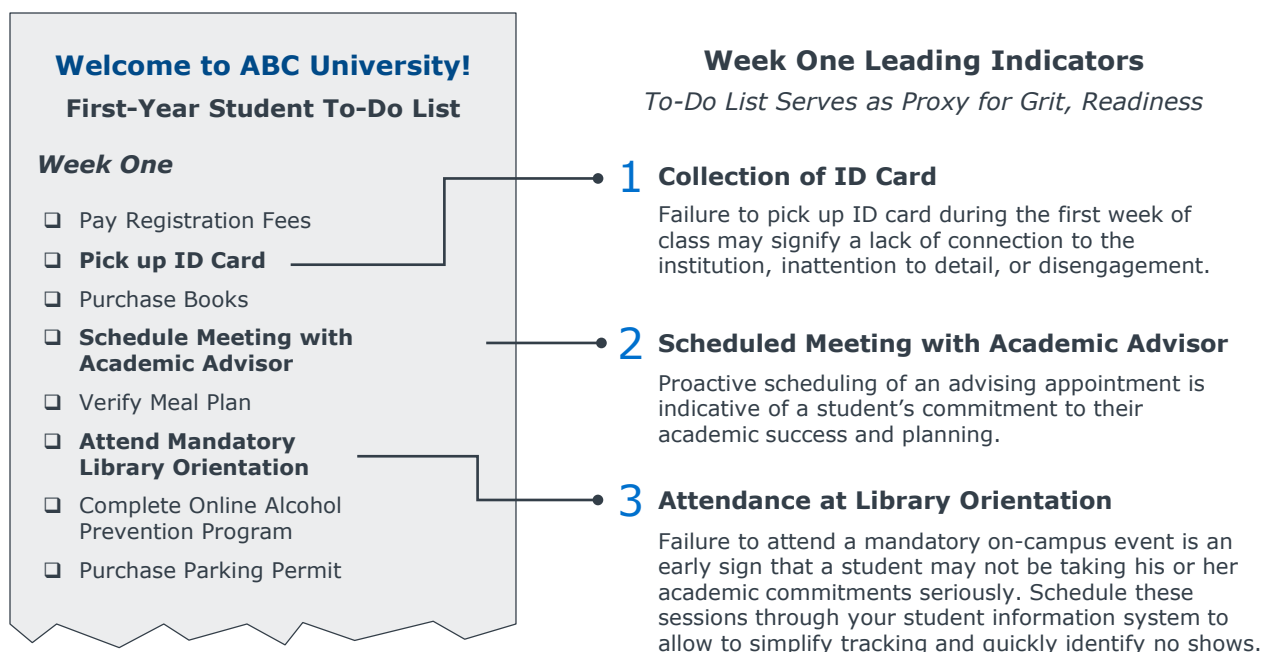 Welcome to ABC University!
First-Year Student To-Do List
Week One
❑ Pay Registration Fees
❑ Pick up ID Card
❑ Purchase Books
❑ Schedule Meeting with
Academic Advisor
❑ Verify Meal Plan
❑ Attend Mandatory
Library Orientation
❑ Complete Online Alcohol
Prevention Program
❑ Purchase Parking Permit
Week One Leading Indicators
To-Do List Serves as Proxy for Grit, Readiness
1 Collection of ID Card
Failure to pick up ID card during the first week of
class may signify a lack of connection to the
institution, inattention to detail, or disengagement.
2 Scheduled Meeting with Academic Advisor
Proactive scheduling of an advising appointment is
indicative of a student’s commitment to their
academic success and planning.
3 Attendance at Library Orientation
Failure to attend a mandatory on-campus event is an
early sign that a student may not be taking his or her
academic commitments seriously. Schedule these
sessions through your student information system to
allow to simplify tracking and quickly identify no shows.